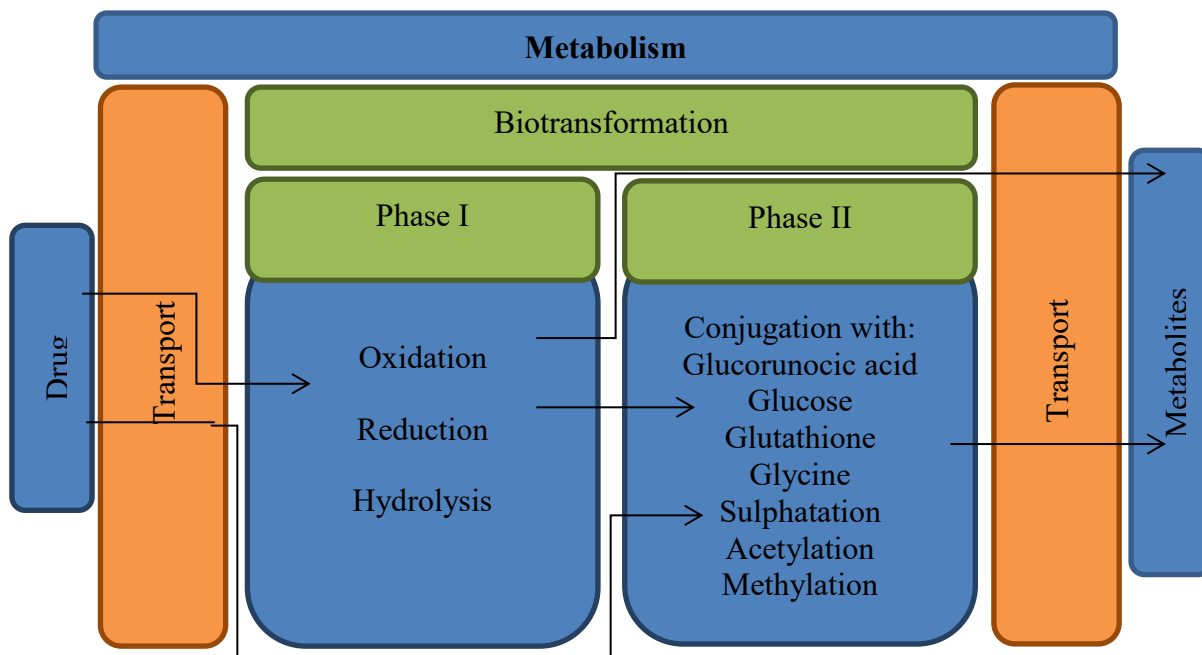 Metabolism
Biotransformation
Phase I
Phase II
Drug
Transport
Oxidation
Reduction
Hydrolysis
Conjugation with:
Glucorunocic acid
Glucose
Glutathione
Glycine
Sulphatation
Acetylation
Methylation
Transport
Metabolites